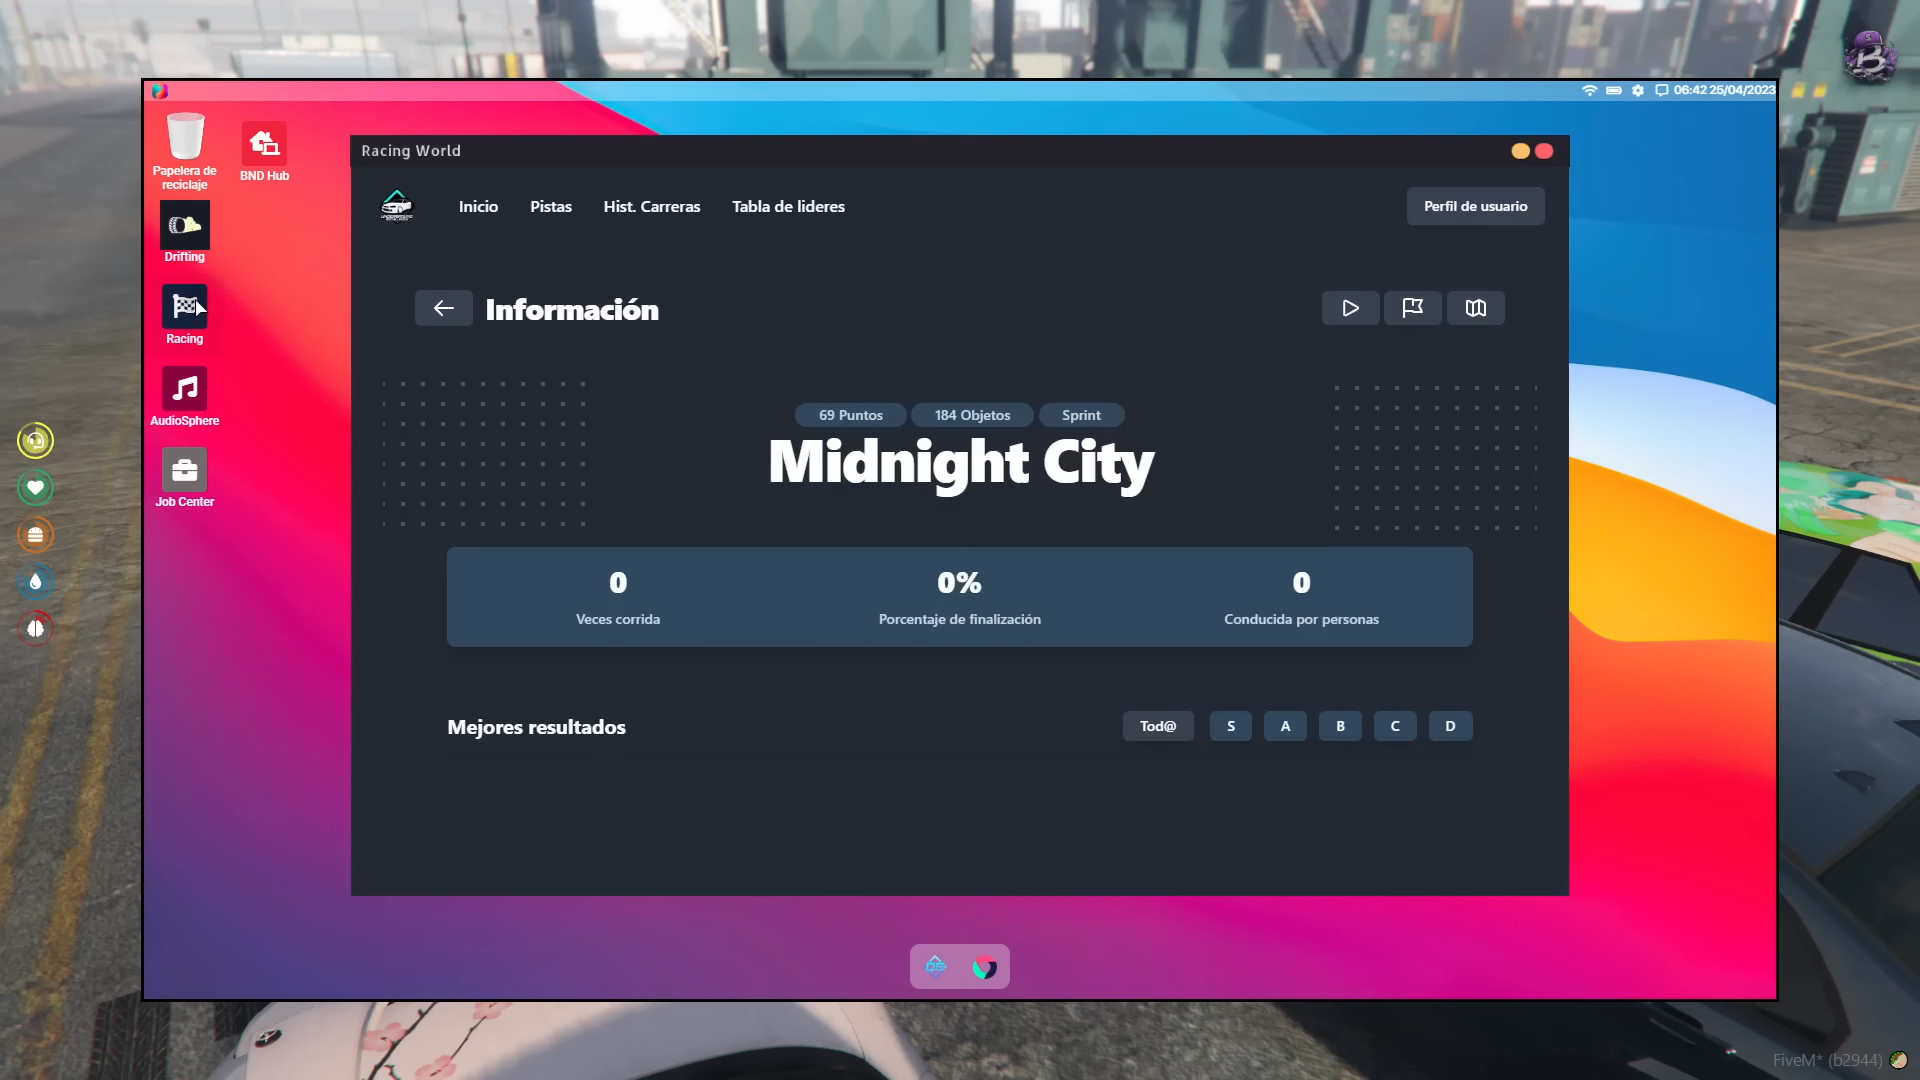 06:42 25/04/2023
Papelera de
reciclaje
BND Hub
Drifting
Racing
AudioSphere
Job Center
Racing World
Inicio
Pistas
Hist. Carreras
Tabla de lideres
Perfil de usuario
Información
69 Puntos
184 Objetos
Sprint
Midnight City
0
Veces corrida
0%
Porcentaje de finalización
0
Conducida por personas
Mejores resultados
Tod@
S
A
B
C
D
FiveM* (b2944)